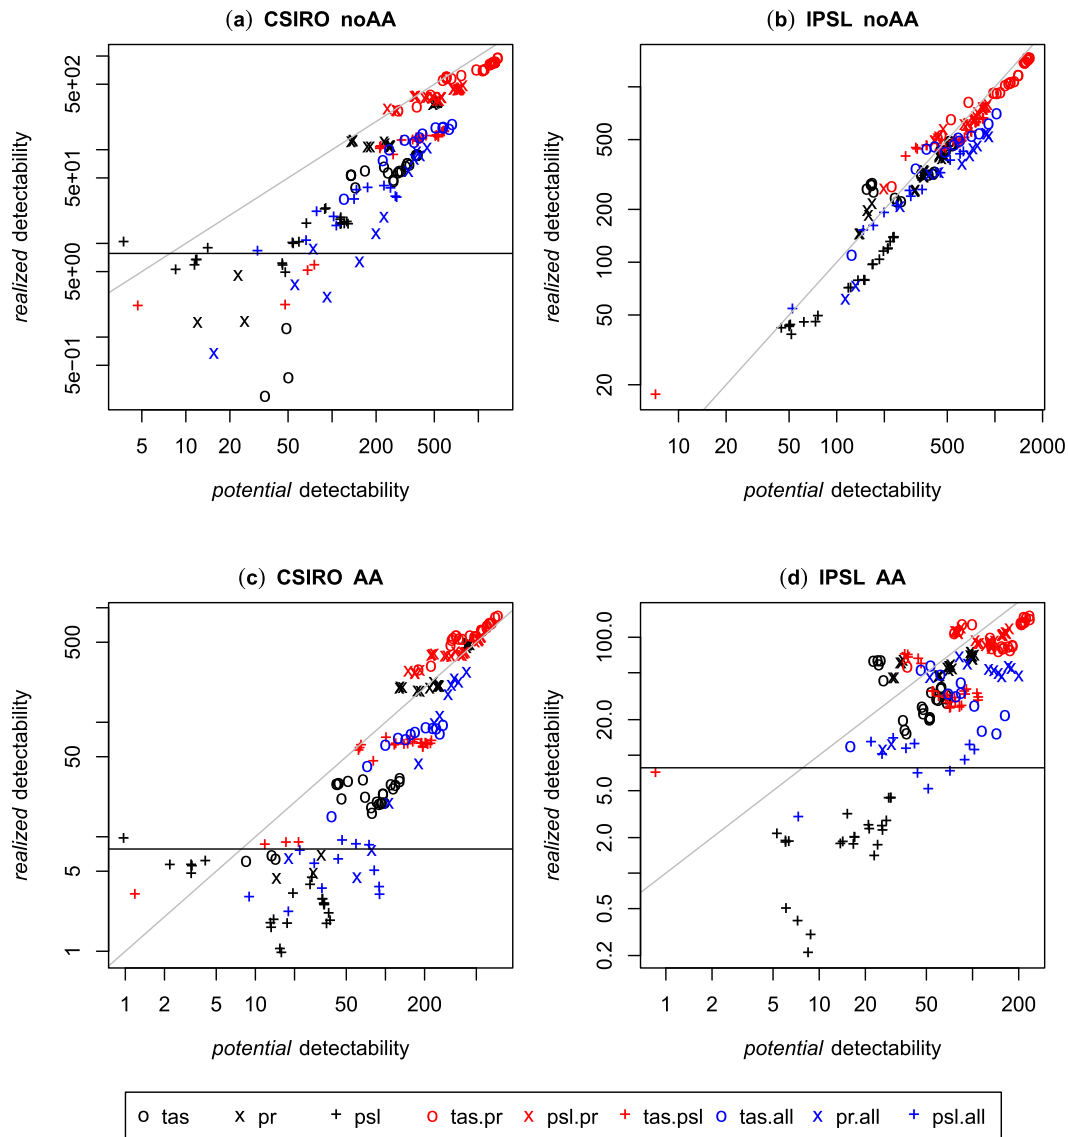 (a) CSIRO noAA
realized detectability
5e−01 5e+00 5e+01 5e+02
5 10 20 50 200 500
potential detectability
(b) IPSL noAA
realized detectability
20 50 100 200 500
10 20 50 100 200 500 2000
potential detectability
(c) CSIRO AA
realized detectability
1 5 50 500
1 2 5 10 50 200
potential detectability
(d) IPSL AA
realized detectability
0.2 0.5 2.0 5.0 20.0 100.0
1 2 5 10 20 50 200
potential detectability
o tas x pr + psl o tas.pr x psl.pr + tas.psl o tas.all x pr.all + psl.all